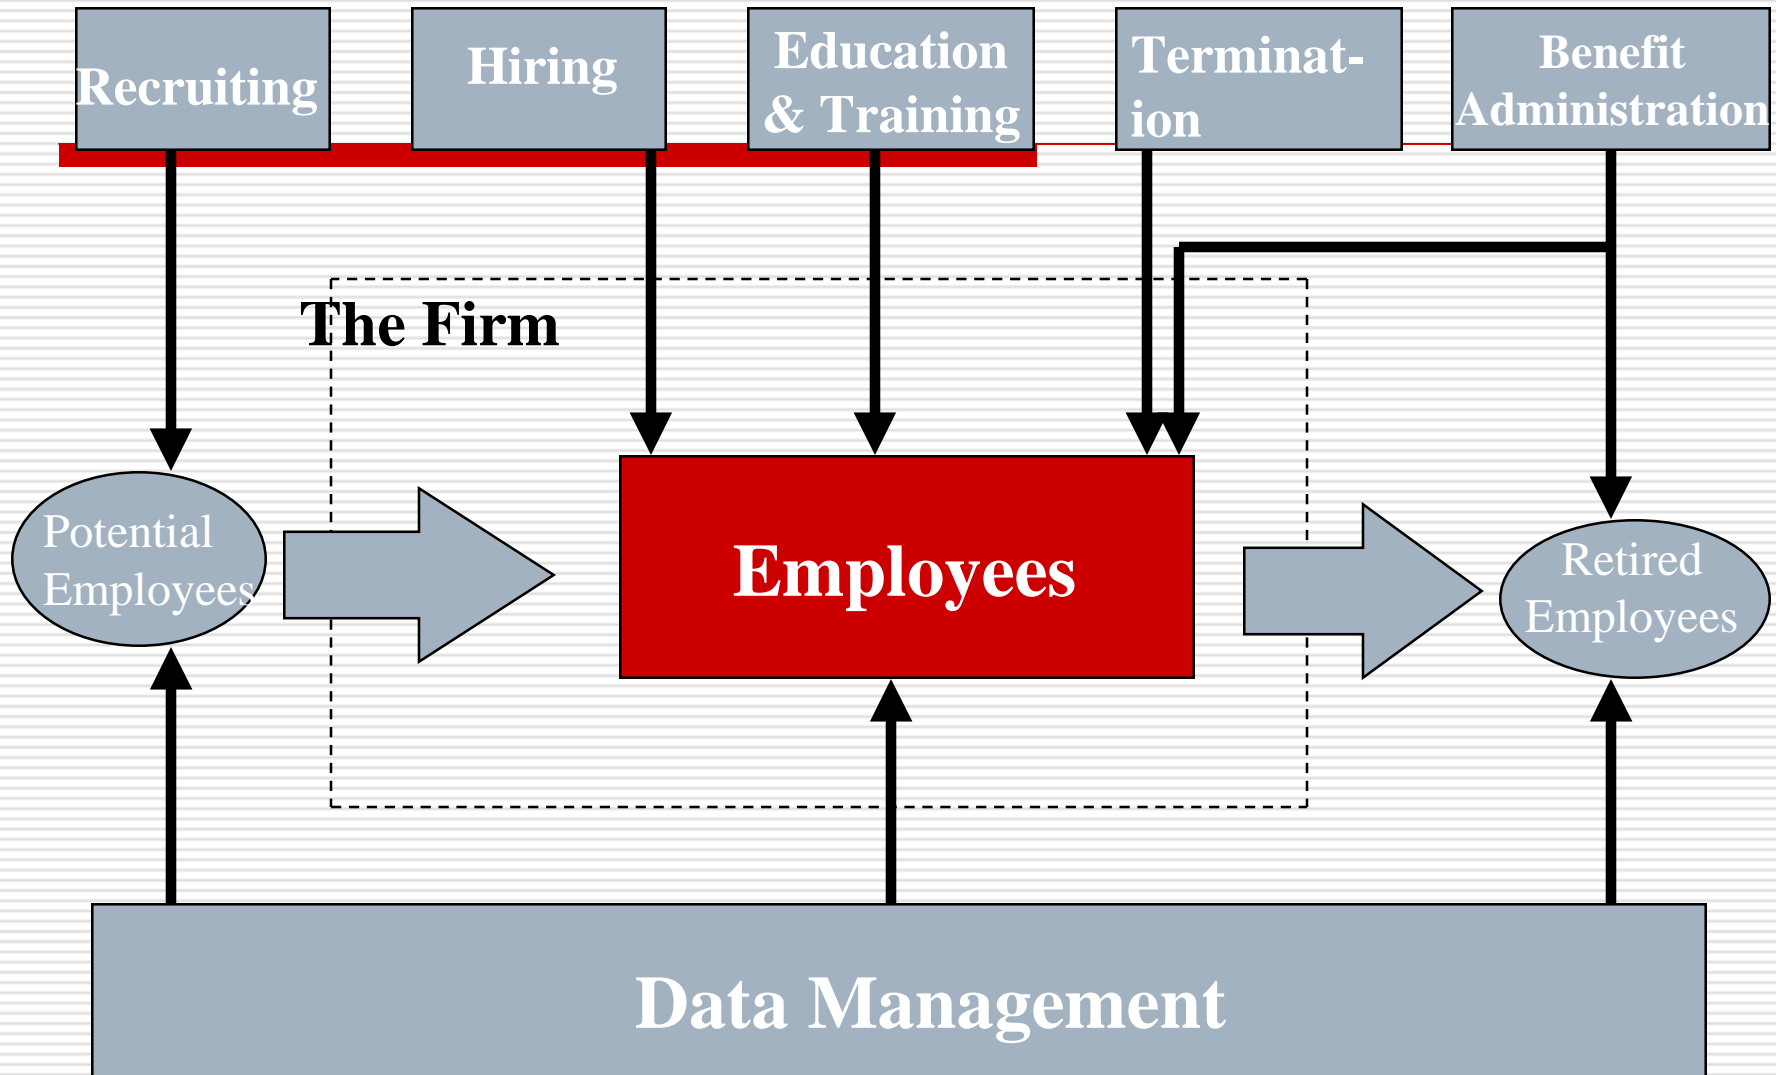 Recruiting
Hiring
Education
& Training
Terminat-
ion
Benefit
Administration
The Firm
Potential
Employees
Employees
Retired
Employees
Data Management